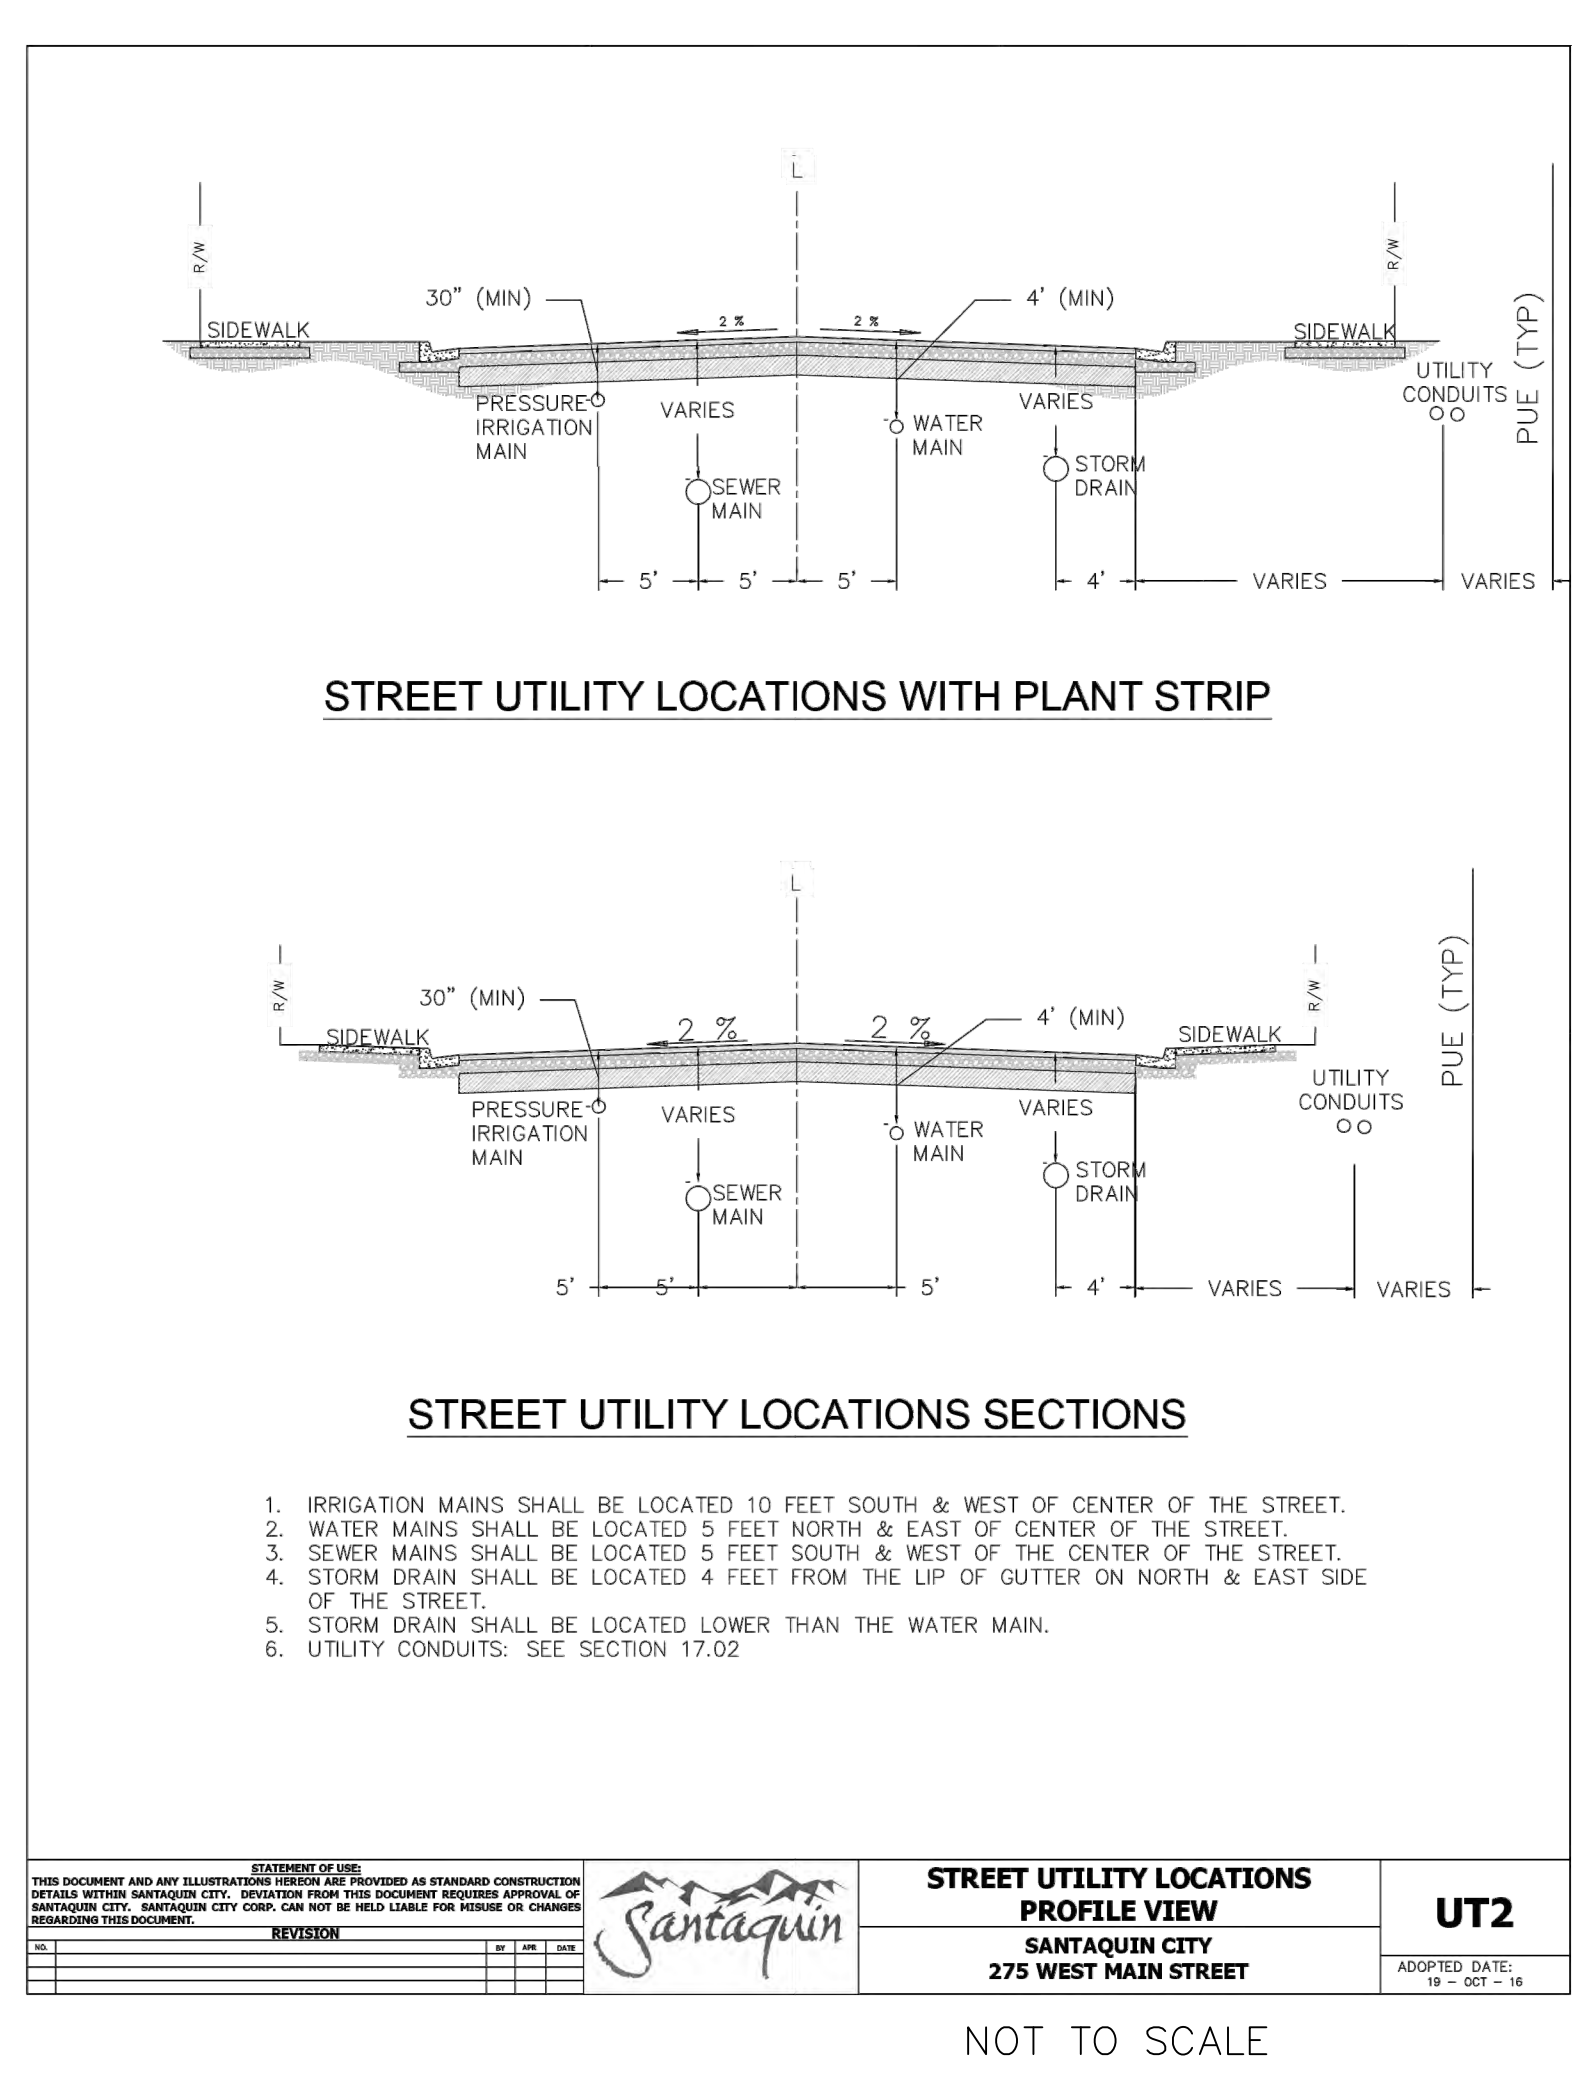 L
R/W
R/W
30" (MIN)
4' (MIN)
2 %
2 %
SIDEWALK
SIDEWALK
PUE (TYP)
UTILITY
CONDUITS
PRESSURE
IRRIGATION
MAIN
VARIES
VARIES
WATER
MAIN
STORM
DRAIN
SEWER
MAIN
5'
5'
5'
4'
VARIES
VARIES
STREET UTILITY LOCATIONS WITH PLANT STRIP
L
R/W
R/W
PUE (TYP)
30" (MIN)
4' (MIN)
2 %
2 %
SIDEWALK
SIDEWALK
UTILITY
CONDUITS
PRESSURE
IRRIGATION
MAIN
VARIES
VARIES
WATER
MAIN
STORM
DRAIN
SEWER
MAIN
5'
5'
5'
4'
VARIES
VARIES
STREET UTILITY LOCATIONS SECTIONS
1. IRRIGATION MAINS SHALL BE LOCATED 10 FEET SOUTH & WEST OF CENTER OF THE STREET.
2. WATER MAINS SHALL BE LOCATED 5 FEET NORTH & EAST OF CENTER OF THE STREET.
3. SEWER MAINS SHALL BE LOCATED 5 FEET SOUTH & WEST OF THE CENTER OF THE STREET.
4. STORM DRAIN SHALL BE LOCATED 4 FEET FROM THE LIP OF GUTTER ON NORTH & EAST SIDE
OF THE STREET.
5. STORM DRAIN SHALL BE LOCATED LOWER THAN THE WATER MAIN.
6. UTILITY CONDUITS: SEE SECTION 17.02
STATEMENT OF USE:
THIS DOCUMENT AND ANY ILLUSTRATIONS HEREON ARE PROVIDED AS STANDARD CONSTRUCTION
DETAILS WITHIN SANTAQUIN CITY. DEVIATION FROM THIS DOCUMENT REQUIRES APPROVAL OF
SANTAQUIN CITY. SANTAQUIN CITY CORP. CAN NOT BE HELD LIABLE FOR MISUSE OR CHANGES
REGARDING THIS DOCUMENT.
REVISION
NO. BY APR DATE
Santaquin
STREET UTILITY LOCATIONS
PROFILE VIEW
SANTAQUIN CITY
275 WEST MAIN STREET
UT2
ADOPTED DATE:
19 - OCT - 16
NOT TO SCALE